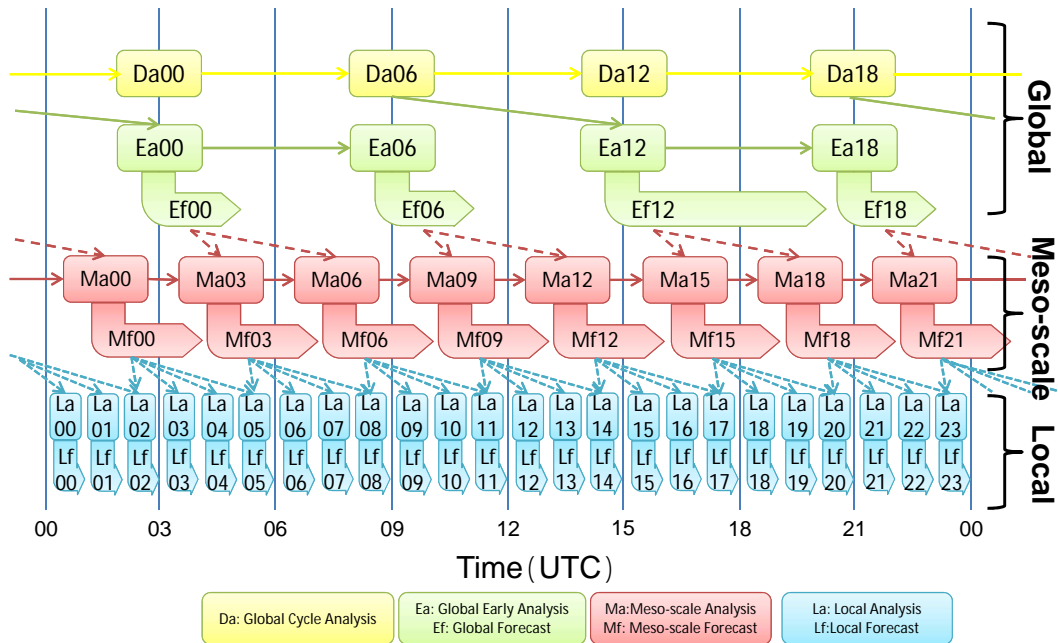 Da00 Da06 Da12 Da18
Global
Ea00 Ea06 Ea12 Ea18
Ef00 Ef06 Ef12 Ef18
Meso-scale
Ma00 Ma03 Ma06 Ma09 Ma12 Ma15 Ma18 Ma21
Mf00 Mf03 Mf06 Mf09 Mf12 Mf15 Mf18 Mf21
Local
La La La La La La La La La La La La La La La La La La La La La La La La
00 01 02 03 04 05 06 07 08 09 10 11 12 13 14 15 16 17 18 19 20 21 22 23
Lf Lf Lf Lf Lf Lf Lf Lf Lf Lf Lf Lf Lf Lf Lf Lf Lf Lf Lf Lf Lf Lf Lf Lf
00 01 02 03 04 05 06 07 08 09 10 11 12 13 14 15 16 17 18 19 20 21 22 23
00 03 06 09 12 15 18 21 00
Time(UTC)
Da: Global Cycle Analysis
Ea: Global Early Analysis
Ef: Global Forecast
Ma:Meso-scale Analysis
Mf: Meso-scale Forecast
La: Local Analysis
Lf:Local Forecast